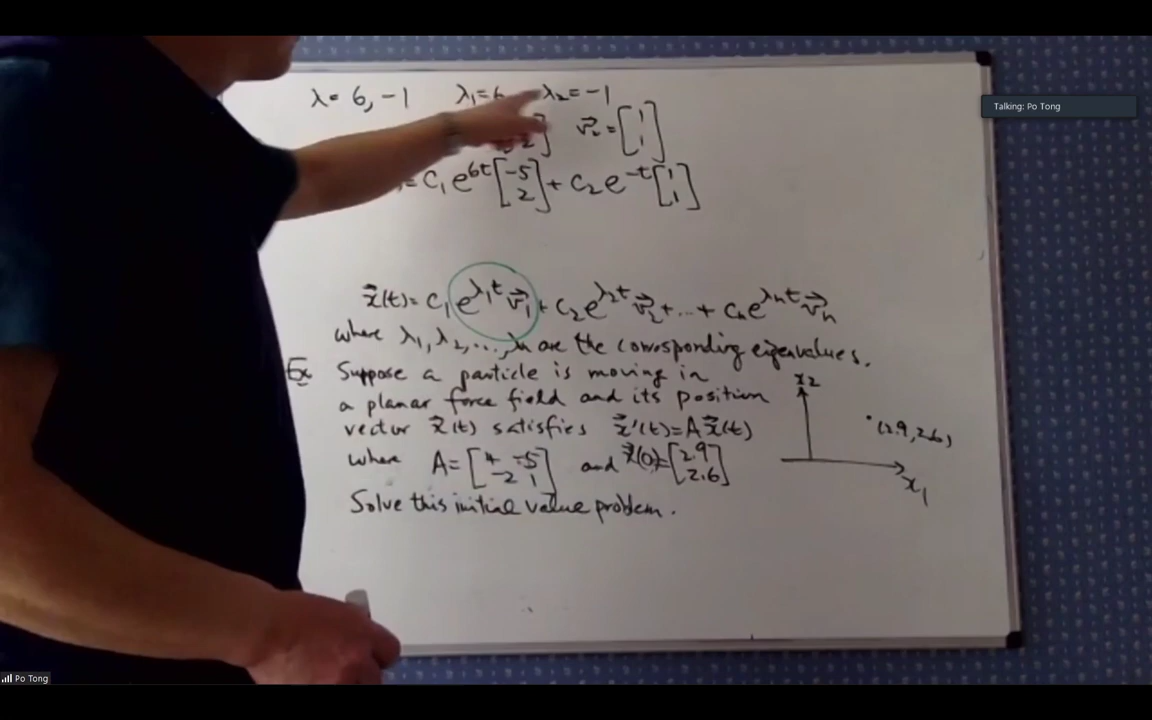 λ = 6, -1 λ₁=6 λ₂=-1
2] v⃗₂=[1 1]
= c₁e^{6t}[-5 2] + c₂e^{-t}[1 1]
Talking: Po Tong
x⃗(t)= c₁e^{λ₁t}v⃗₁ + c₂e^{λ₂t}v⃗₂+...+ cₙe^{λₙt}v⃗ₙ
where λ₁, λ₂, ..., λₙ are the corresponding eigenvalues.
Ex Suppose a particle is moving in
a planar force field and its position
vector x⃗(t) satisfies x⃗'(t)=Ax⃗(t)
where A=[4 -5 -2 1] and x⃗(0)=[2.9 2.6]
Solve this initial value problem.
x₂
(2.9, 2.6)
x₁
Po Tong